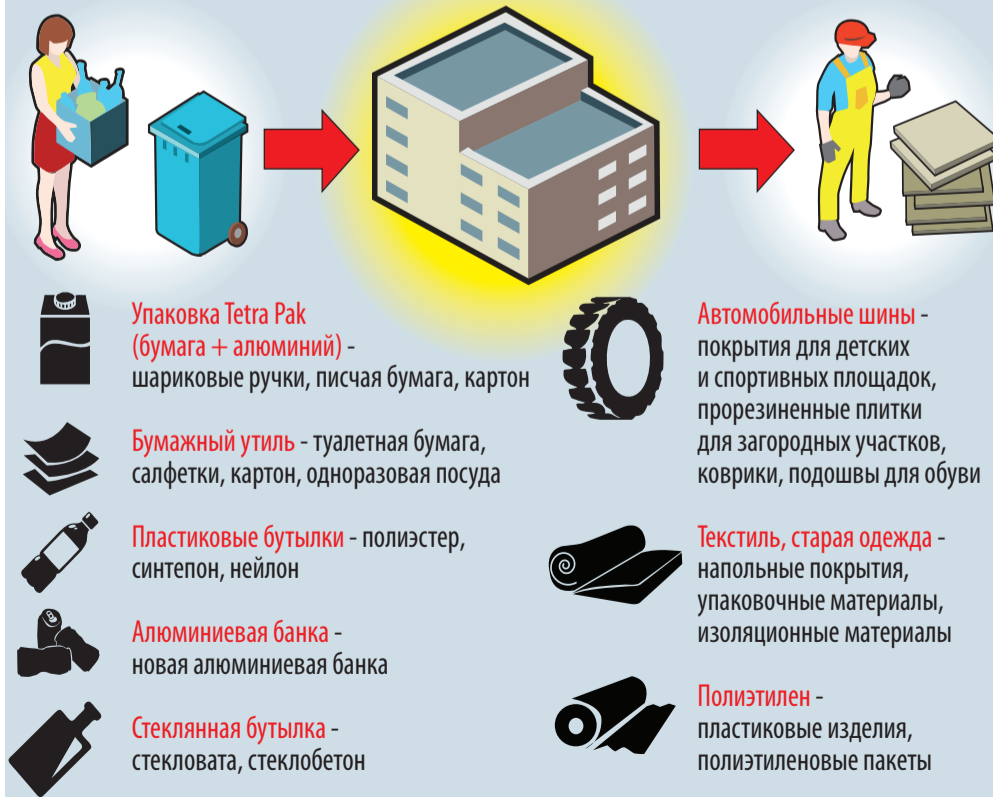 Упаковка Tetra Pak
(бумага + алюминий) -
шариковые ручки, писчая бумага, картон
Бумажный утиль - туалетная бумага,
салфетки, картон, одноразовая посуда
Пластиковые бутылки - полиэстер,
синтепон, нейлон
Алюминиевая банка -
новая алюминиевая банка
Стеклянная бутылка -
стекловата, стеклобетон
Автомобильные шины -
покрытия для детских
и спортивных площадок,
прорезиненные плитки
для загородных участков,
коврики, подошвы для обуви
Текстиль, старая одежда -
напольные покрытия,
упаковочные материалы,
изоляционные материалы
Полиэтилен -
пластиковые изделия,
полиэтиленовые пакеты